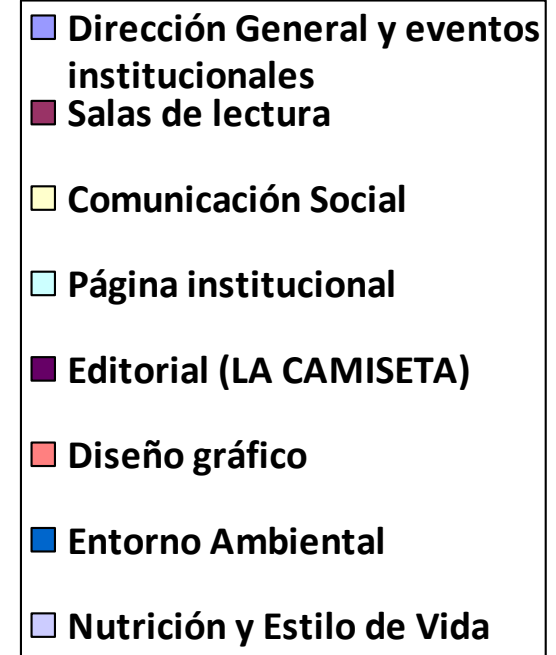 Dirección General y eventos
institucionales
Salas de lectura
Comunicación Social
Página institucional
Editorial (LA CAMISETA)
Diseño gráfico
Entorno Ambiental
Nutrición y Estilo de Vida